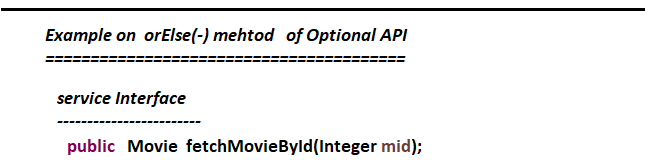 Example on orElse(-) mehtod of Optional API
=========================================
service Interface
------------------------
public Movie fetchMovieById(Integer mid);